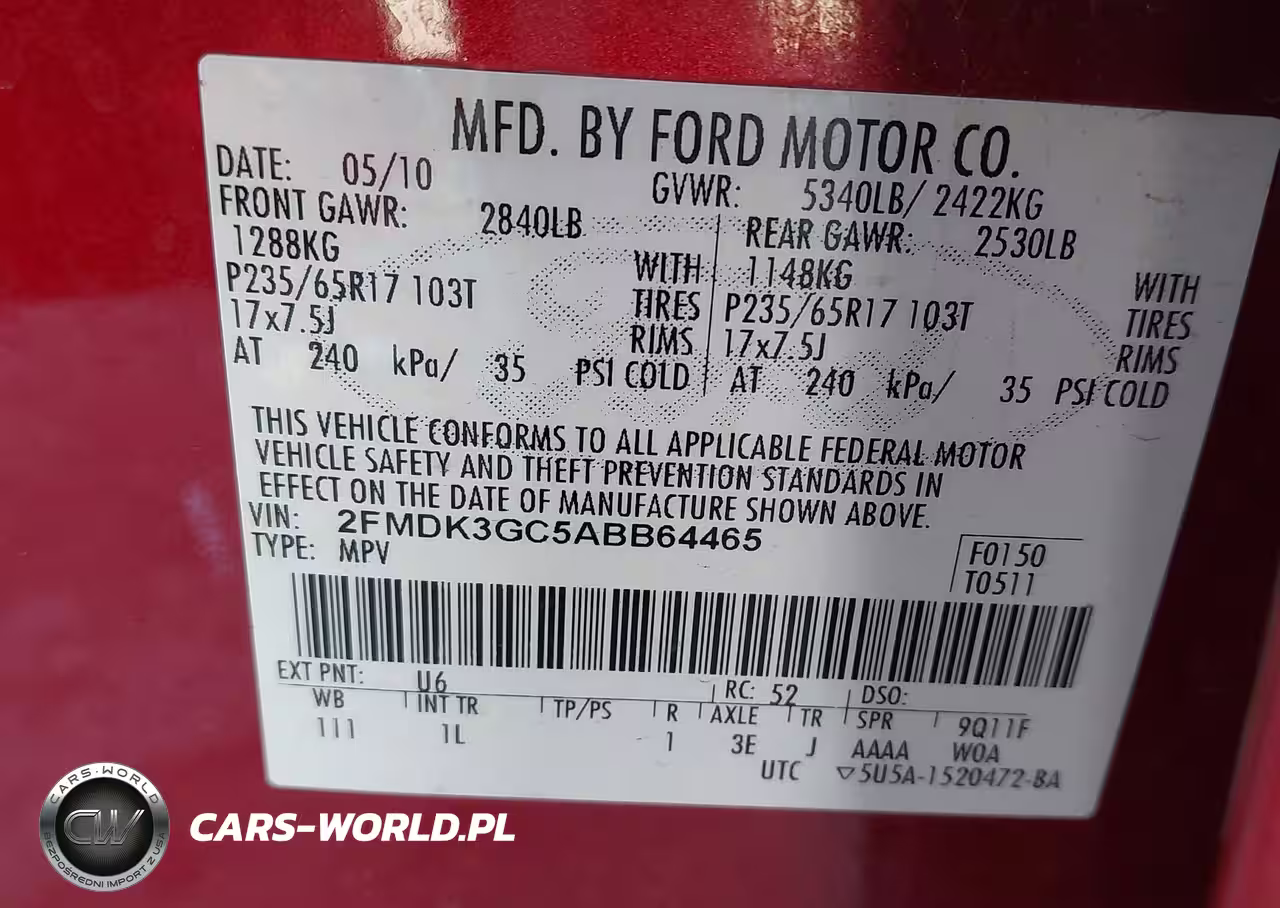 MFD. BY FORD MOTOR CO.
DATE: 05/10 GVWR: 5340LB/ 2422KG
FRONT GAWR: 2840LB REAR GAWR: 2530LB
1288KG WITH 1148KG WITH
P235/65R17 103T TIRES P235/65R17 103T TIRES
17x7.5J RIMS 17x7.5J RIMS
AT 240 kPa/ 35 PSI COLD AT 240 kPa/ 35 PSI COLD
THIS VEHICLE CONFORMS TO ALL APPLICABLE FEDERAL MOTOR
VEHICLE SAFETY AND THEFT PREVENTION STANDARDS IN
EFFECT ON THE DATE OF MANUFACTURE SHOWN ABOVE.
VIN: 2FMDK3GC5ABB64465
TYPE: MPV
F0150
T0511
EXT PNT: U6 RC: 52 DSO:
WB INT TR TP/PS R AXLE TR SPR 9Q11F
111 1L 1 3E J AAAA W0A
UTC ▽5U5A-1520472-BA
CARS-WORLD
CW
BEZPOŚREDNI IMPORT Z USA
CARS-WORLD.PL